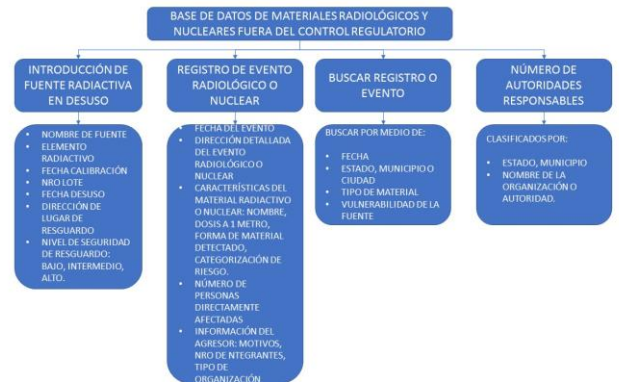 BASE DE DATOS DE MATERIALES RADIOLÓGICOS Y
NUCLEARES FUERA DEL CONTROL REGULATORIO
INTRODUCCIÓN DE
FUENTE RADIACTIVA
EN DESUSO
• NOMBRE DE FUENTE
• ELEMENTO
RADIACTIVO
• FECHA CALIBRACIÓN
• NRO LOTE
• FECHA DESUSO
• DIRECCIÓN DE
LUGAR DE
RESGUARDO
• NIVEL DE SEGURIDAD
DE RESGUARDO:
BAJO, INTERMEDIO,
ALTO.
REGISTRO DE EVENTO
RADIOLÓGICO O
NUCLEAR
• FECHA DEL EVENTO
• DIRECCIÓN DETALLADA
DEL EVENTO
RADIOLÓGICO O
NUCLEAR
• CARACTERÍSTICAS DEL
MATERIAL RADIACTIVO
O NUCLEAR: NOMBRE,
DOSIS A 1 METRO,
FORMA DE MATERIAL
DETECTADO,
CATEGORIZACIÓN DE
RIESGO.
• NÚMERO DE
PERSONAS
DIRECTAMENTE
AFECTADAS
• INFORMACIÓN DEL
AGRESOR: MOTIVOS,
NRO DE NTEGRANTES,
TIPO DE
ORGANIZACIÓN
BUSCAR REGISTRO O
EVENTO
BUSCAR POR MEDIO DE:
• FECHA
• ESTADO, MUNICIPIO O
CIUDAD
• TIPO DE MATERIAL
• VULNERABILIDAD DE LA
FUENTE
NÚMERO DE
AUTORIDADES
RESPONSABLES
CLASIFICADOS POR:
• ESTADO, MUNICIPIO
• NOMBRE DE LA
ORGANIZACIÓN O
AUTORIDAD.